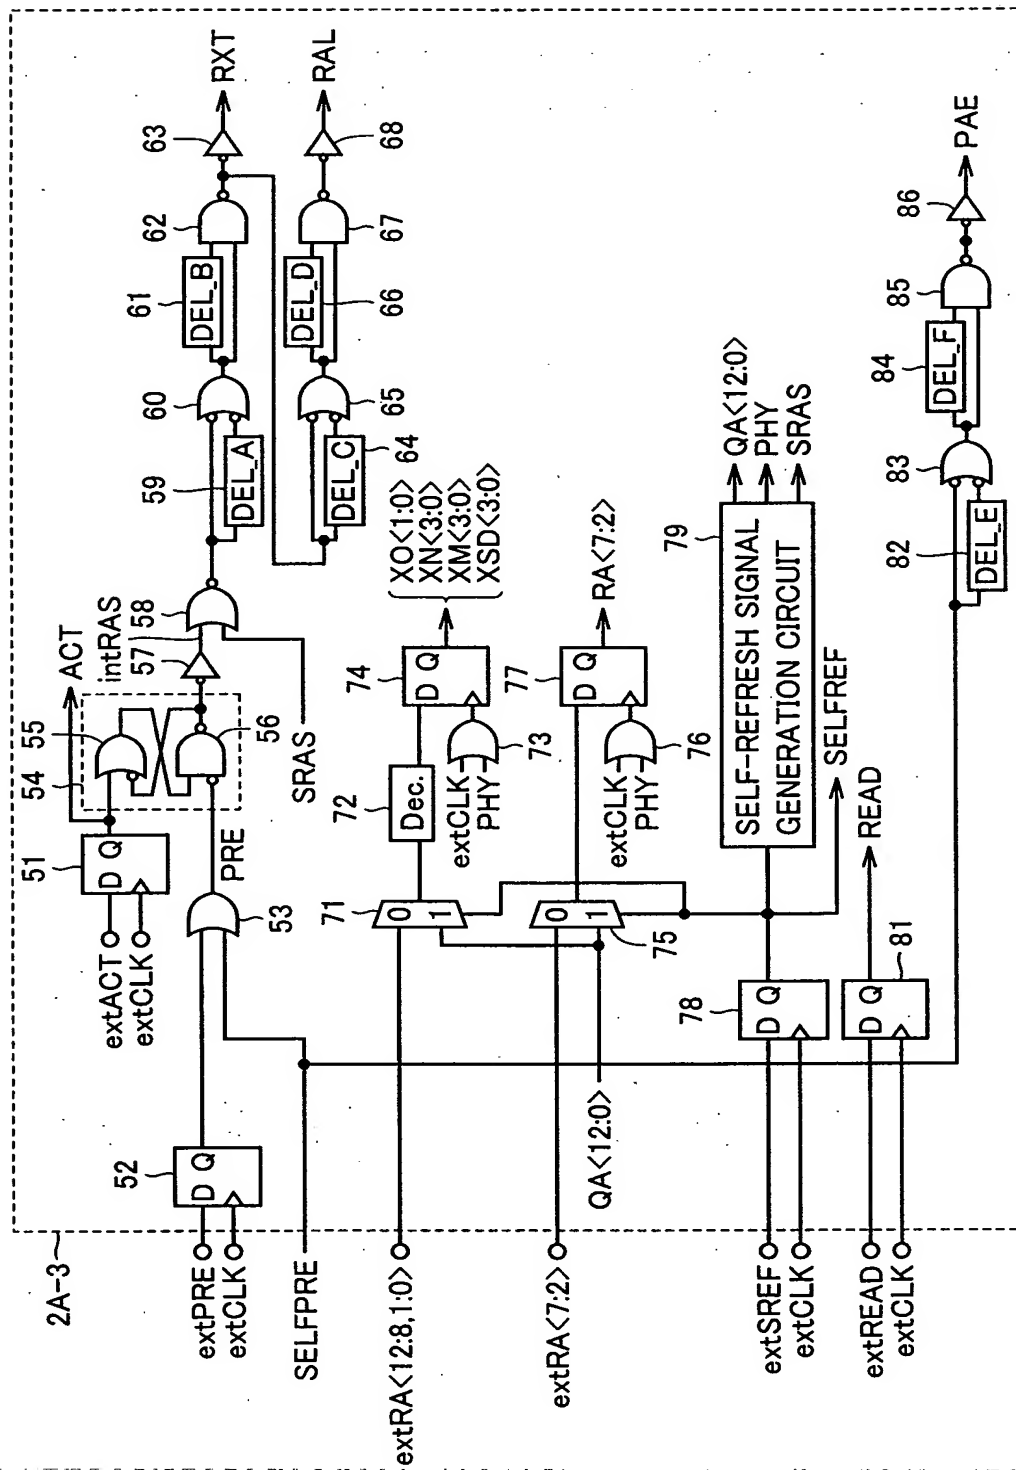 2A-3
extPRE
extCLK
52
D Q
SELFPRE
extACT
extCLK
51
D Q
ACT
53
PRE
54
55
56
57
intRAS
58
SRAS
59
DEL_A
60
61
DEL_B
62
63
RXT
64
DEL_C
65
66
DEL_D
67
68
RAL
extRA<12:8,1:0>
71
0
1
72
Dec.
extCLK
PHY
73
74
D Q
XO<1:0>
XN<3:0>
XM<3:0>
XSD<3:0>
extRA<7:2>
QA<12:0>
75
0
1
extCLK
PHY
76
77
D Q
RA<7:2>
extSREF
extCLK
78
D Q
79
SELF-REFRESH SIGNAL
GENERATION CIRCUIT
QA<12:0>
PHY
SRAS
SELFREF
extREAD
extCLK
81
D Q
READ
82
DEL_E
83
84
DEL_F
85
86
PAE